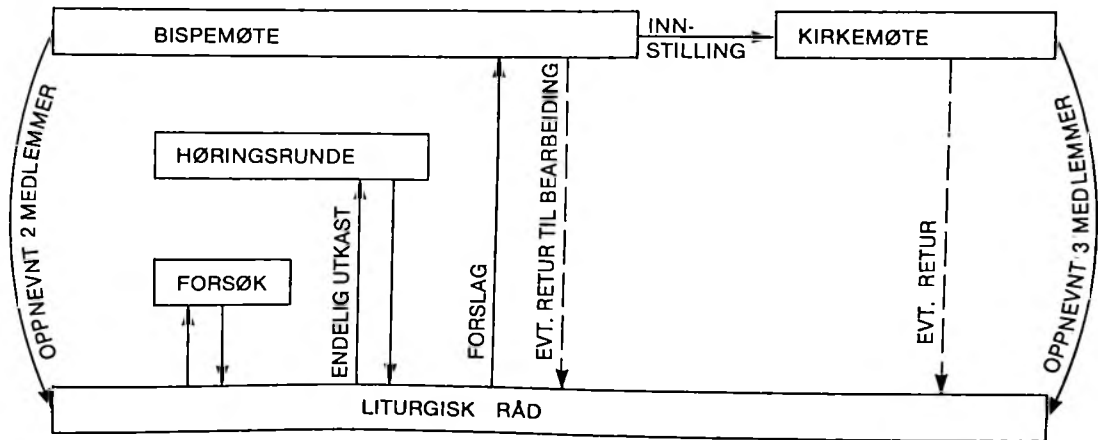 BISPEMØTE
INN-
STILLING
KIRKEMØTE
OPPNEVNT 2 MEDLEMMER
HØRINGSRUNDE
FORSØK
ENDELIG UTKAST
FORSLAG
EVT. RETUR TIL BEARBEIDING
EVT. RETUR
OPPNEVNT 3 MEDLEMMER
LITURGISK RÅD